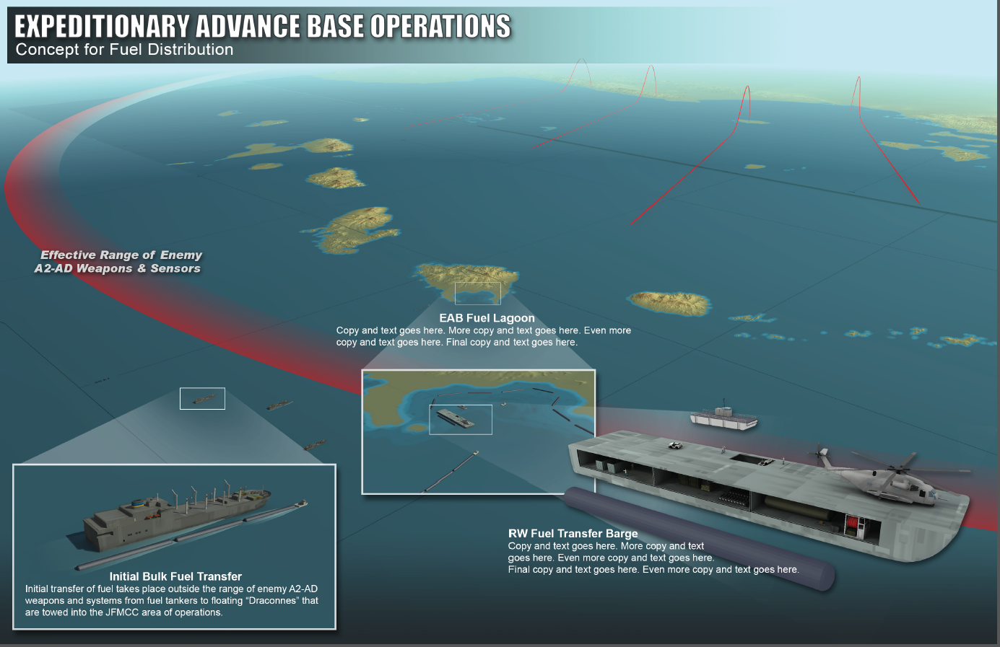 EXPEDITIONARY ADVANCE BASE OPERATIONS
Concept for Fuel Distribution
Effective Range of Enemy
A2-AD Weapons & Sensors
EAB Fuel Lagoon
Copy and text goes here. More copy and text goes here. Even more
copy and text goes here. Final copy and text goes here.
RW Fuel Transfer Barge
Copy and text goes here. More copy and text
goes here. Even more copy and text goes here.
Final copy and text goes here. Even more copy and text goes here.
Initial Bulk Fuel Transfer
Initial transfer of fuel takes place outside the range of enemy A2-AD
weapons and systems from fuel tankers to floating “Draconnes” that
are towed into the JFMCC area of operations.